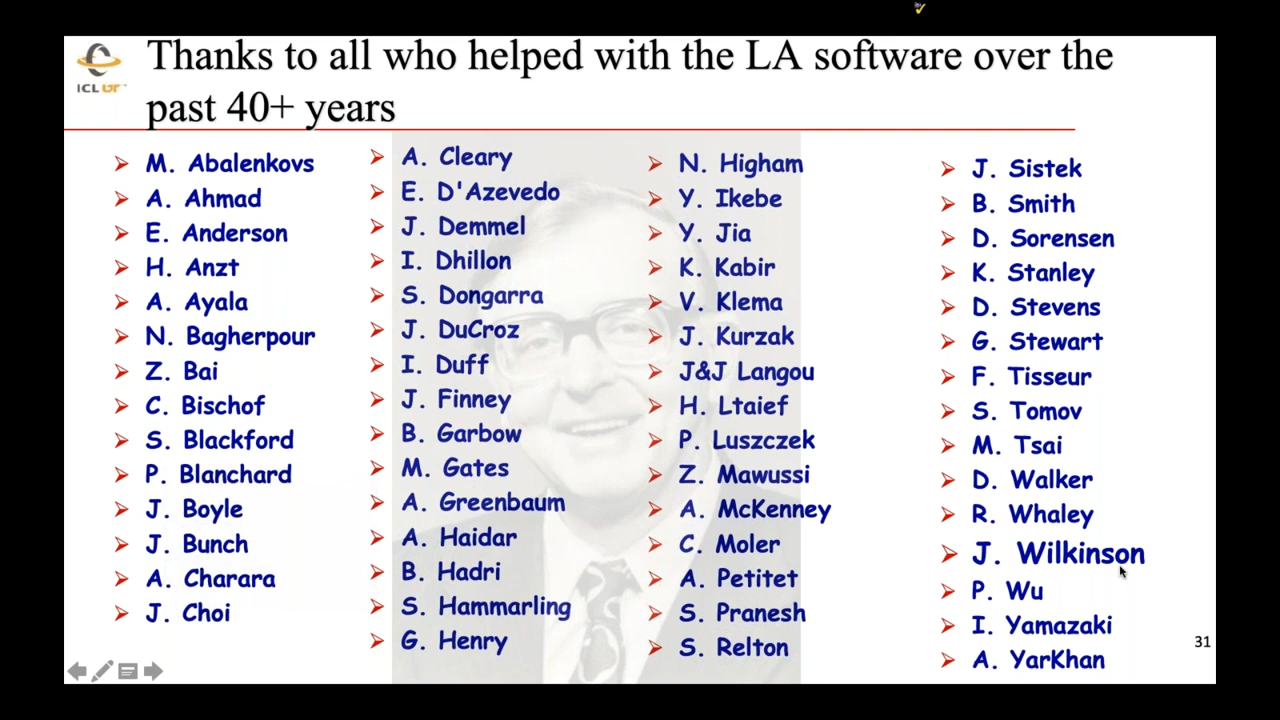 Thanks to all who helped with the LA software over the
past 40+ years
ICL UT
M. Abalenkovs
A. Ahmad
E. Anderson
H. Anzt
A. Ayala
N. Bagherpour
Z. Bai
C. Bischof
S. Blackford
P. Blanchard
J. Boyle
J. Bunch
A. Charara
J. Choi
A. Cleary
E. D'Azevedo
J. Demmel
I. Dhillon
S. Dongarra
J. DuCroz
I. Duff
J. Finney
B. Garbow
M. Gates
A. Greenbaum
A. Haidar
B. Hadri
S. Hammarling
G. Henry
N. Higham
Y. Ikebe
Y. Jia
K. Kabir
V. Klema
J. Kurzak
J&J Langou
H. Ltaief
P. Luszczek
Z. Mawussi
A. McKenney
C. Moler
A. Petitet
S. Pranesh
S. Relton
J. Sistek
B. Smith
D. Sorensen
K. Stanley
D. Stevens
G. Stewart
F. Tisseur
S. Tomov
M. Tsai
D. Walker
R. Whaley
J. Wilkinson
P. Wu
I. Yamazaki
A. YarKhan
31